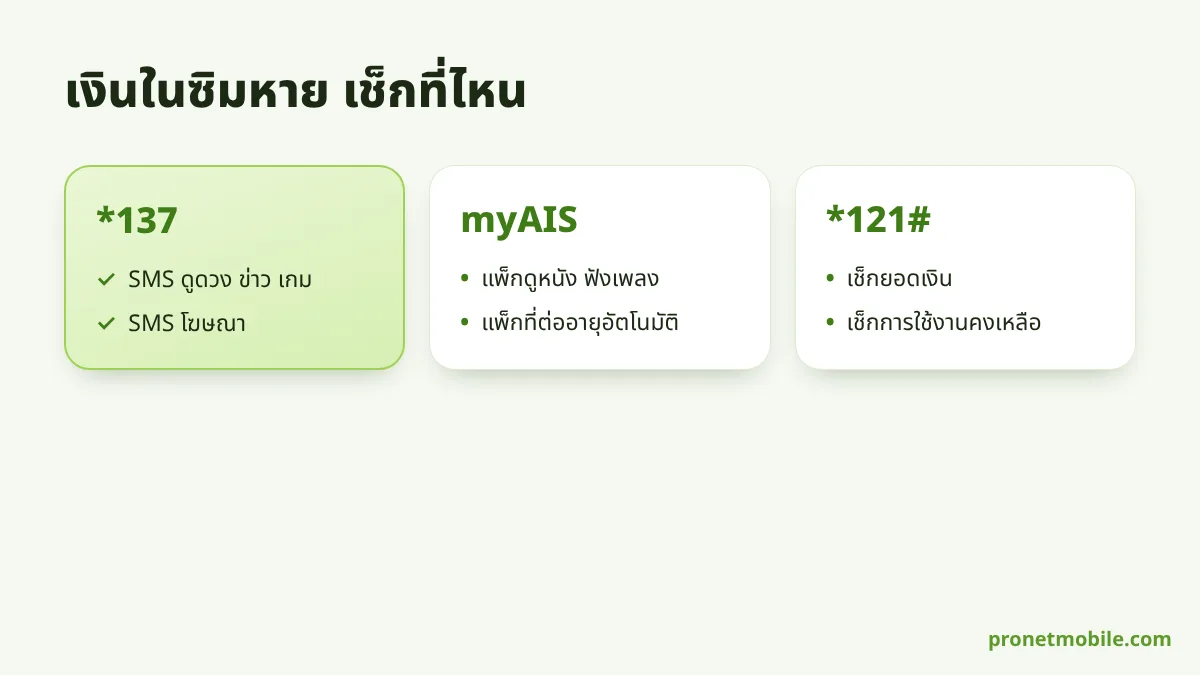 เงินในซิมหาย เช็กที่ไหน
*137
SMS ดูดวง ข่าว เกม
SMS โฆษณา
myAIS
แพ็กดูหนัง ฟังเพลง
แพ็กที่ต่ออายุอัตโนมัติ
*121#
เช็กยอดเงิน
เช็กการใช้งานคงเหลือ
pronetmobile.com